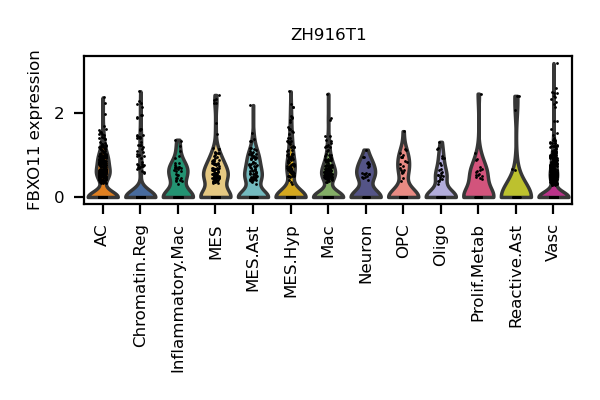 ZH916T1
FBXO11 expression
2
0
AC
Chromatin.Reg
Inflammatory.Mac
MES
MES.Ast
MES.Hyp
Mac
Neuron
OPC
Oligo
Prolif.Metab
Reactive.Ast
Vasc